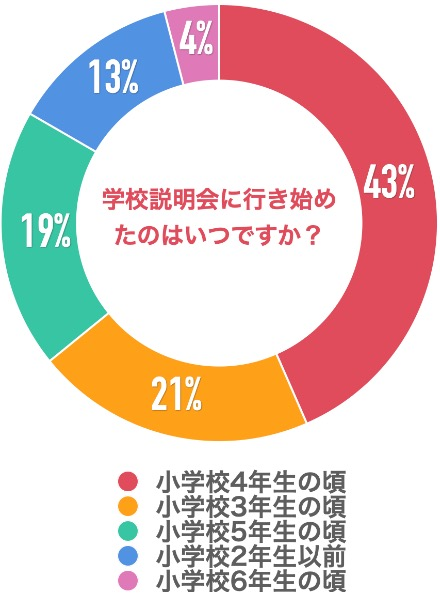 4%
13%
43%
学校説明会に行き始め
たのはいつですか？
19%
21%
小学校4年生の頃
小学校3年生の頃
小学校5年生の頃
小学校2年生以前
小学校6年生の頃